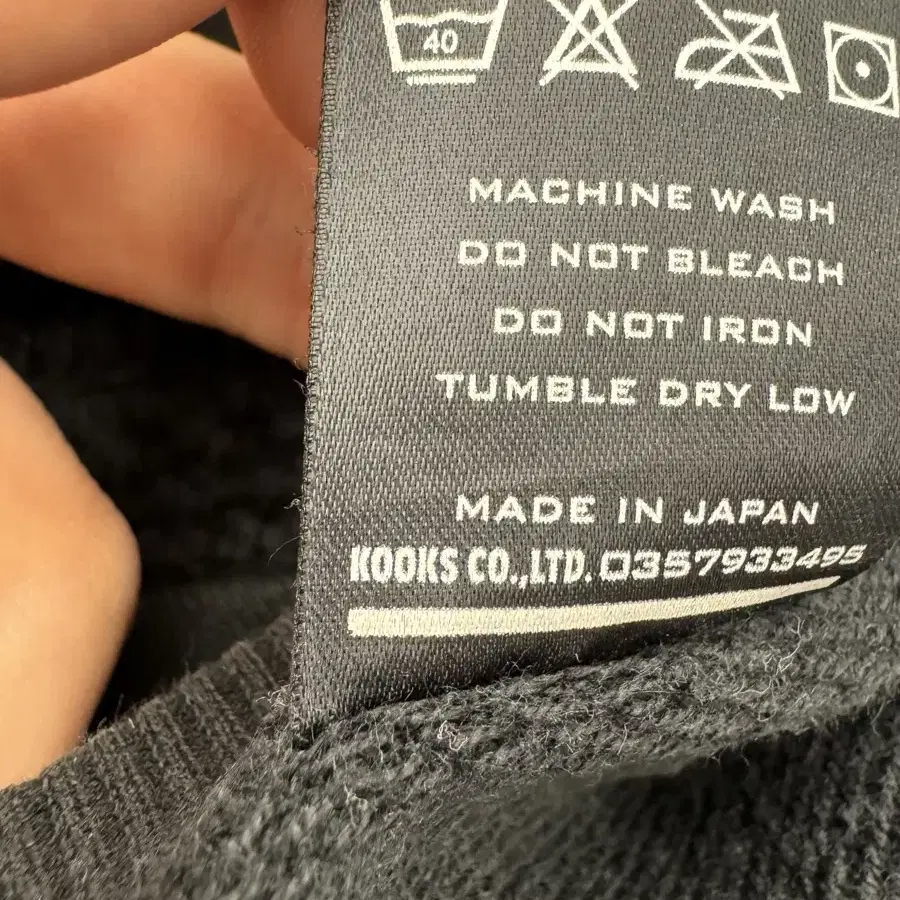 40
MACHINE WASH
DO NOT BLEACH
DO NOT IRON
TUMBLE DRY LOW
MADE IN JAPAN
KOOKS CO.,LTD. 0357933495